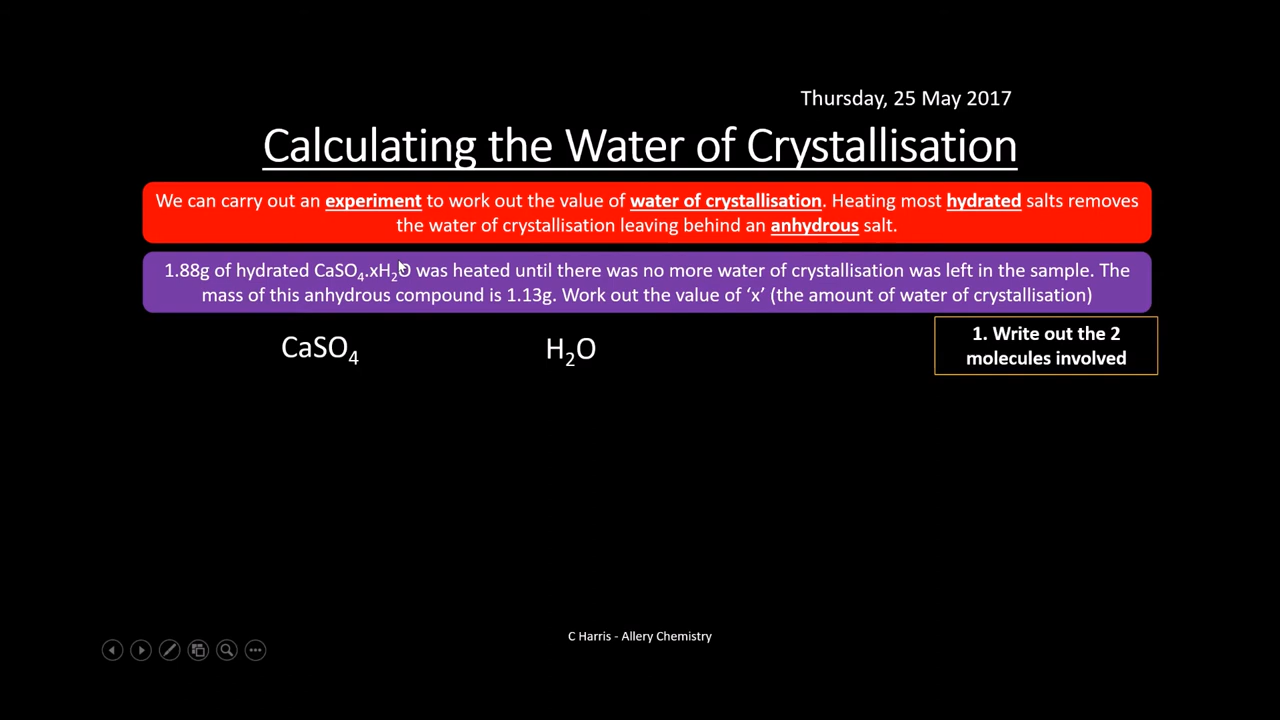 Thursday, 25 May 2017
Calculating the Water of Crystallisation
We can carry out an experiment to work out the value of water of crystallisation. Heating most hydrated salts removes
the water of crystallisation leaving behind an anhydrous salt.
1.88g of hydrated CaSO₄.xH₂O was heated until there was no more water of crystallisation was left in the sample. The
mass of this anhydrous compound is 1.13g. Work out the value of ‘x’ (the amount of water of crystallisation)
CaSO₄ H₂O
1. Write out the 2
molecules involved
C Harris - Allery Chemistry